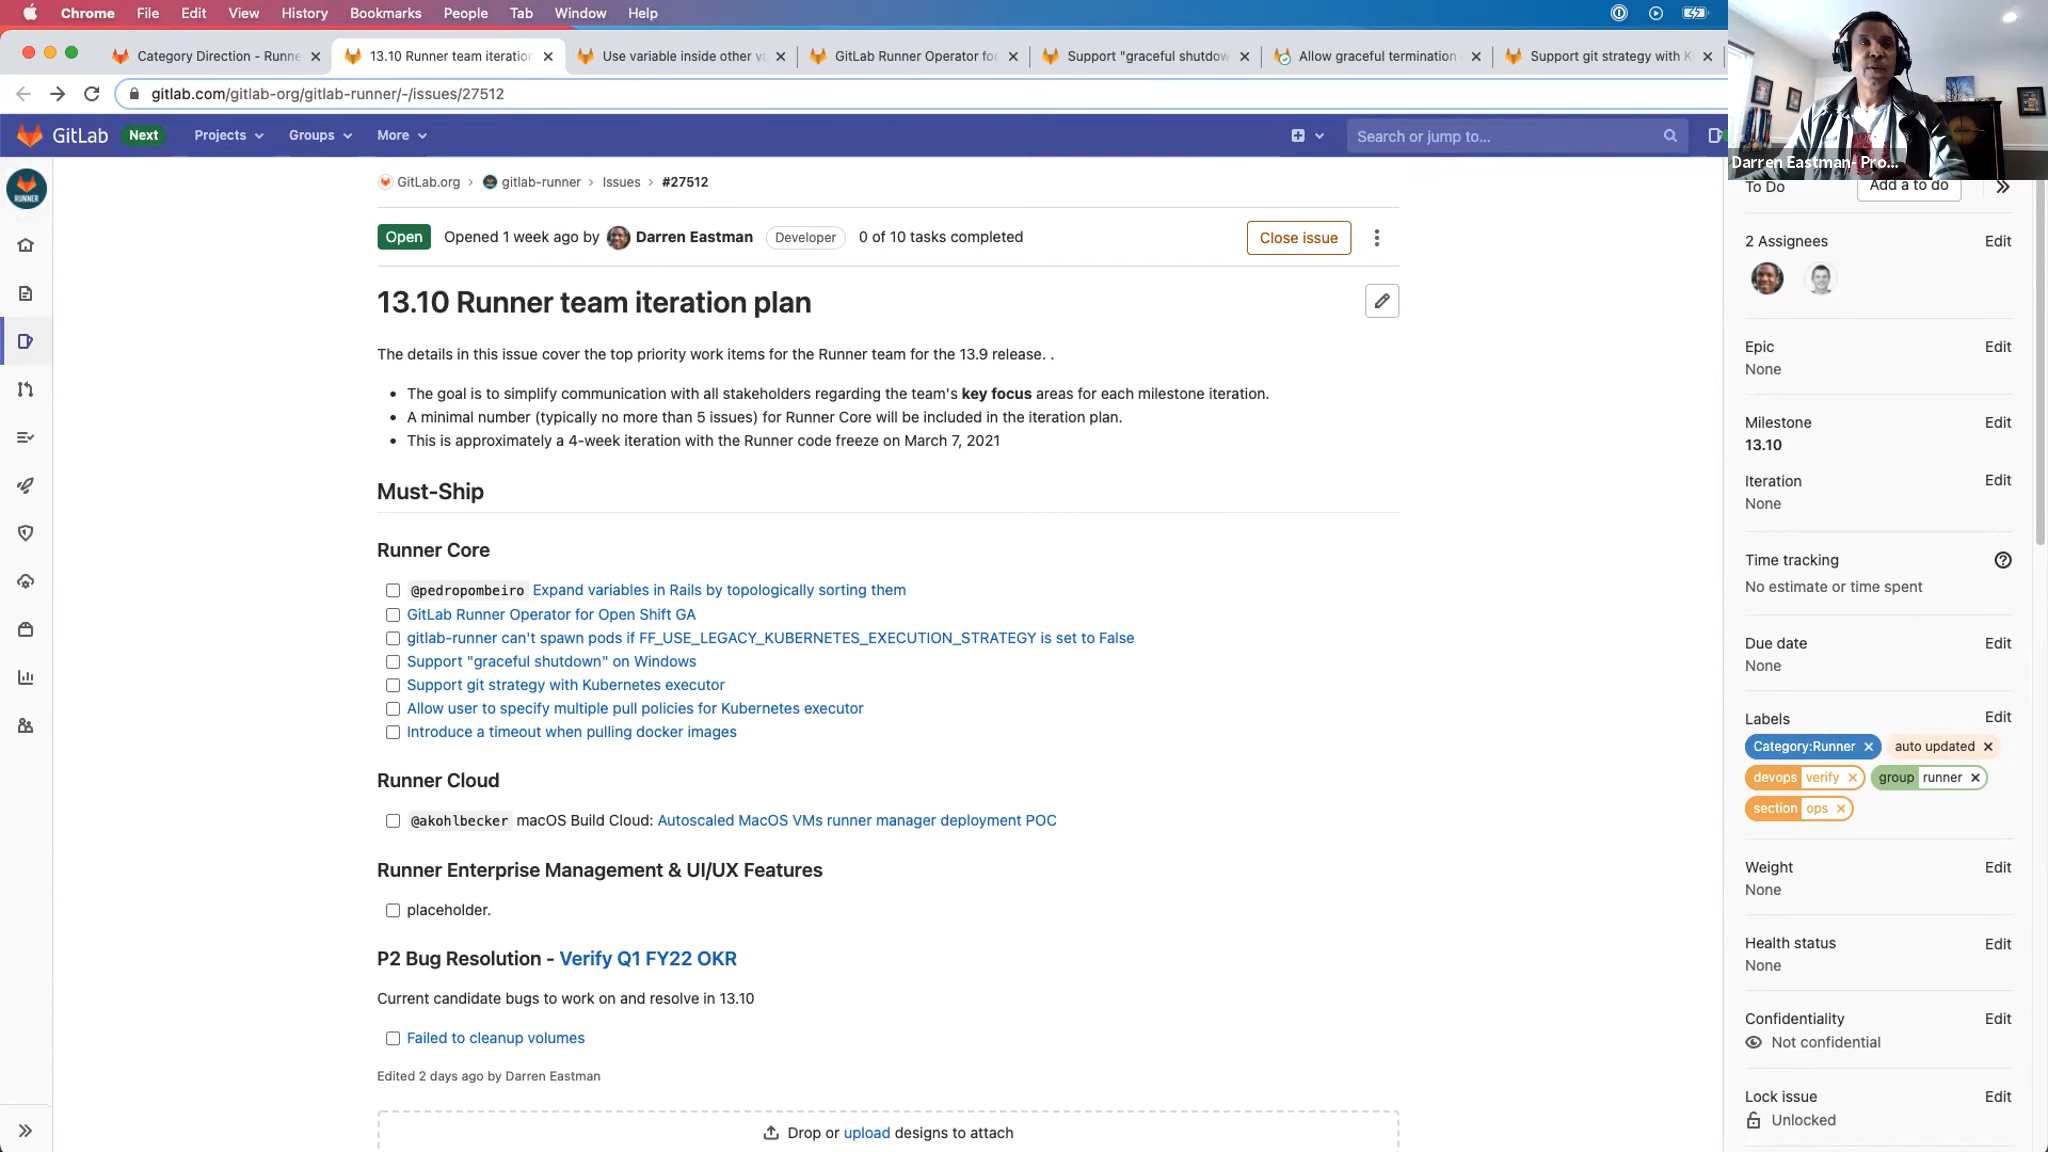 Chrome File Edit View History Bookmarks People Tab Window Help
Category Direction - Runne
13.10 Runner team iteration
Use variable inside other va
GitLab Runner Operator for
Support "graceful shutdow
Allow graceful termination
Support git strategy with K
gitlab.com/gitlab-org/gitlab-runner/-/issues/27512
GitLab Next Projects Groups More Search or jump to...
Darren Eastman- Pro...
RUNNER
GitLab.org > gitlab-runner > Issues > #27512
Open Opened 1 week ago by Darren Eastman Developer 0 of 10 tasks completed Close issue
13.10 Runner team iteration plan
The details in this issue cover the top priority work items for the Runner team for the 13.9 release. .
• The goal is to simplify communication with all stakeholders regarding the team's key focus areas for each milestone iteration.
• A minimal number (typically no more than 5 issues) for Runner Core will be included in the iteration plan.
• This is approximately a 4-week iteration with the Runner code freeze on March 7, 2021
Must-Ship
Runner Core
@pedropombeiro Expand variables in Rails by topologically sorting them
GitLab Runner Operator for Open Shift GA
gitlab-runner can't spawn pods if FF_USE_LEGACY_KUBERNETES_EXECUTION_STRATEGY is set to False
Support "graceful shutdown" on Windows
Support git strategy with Kubernetes executor
Allow user to specify multiple pull policies for Kubernetes executor
Introduce a timeout when pulling docker images
Runner Cloud
@akohlbecker macOS Build Cloud: Autoscaled MacOS VMs runner manager deployment POC
Runner Enterprise Management & UI/UX Features
placeholder.
P2 Bug Resolution - Verify Q1 FY22 OKR
Current candidate bugs to work on and resolve in 13.10
Failed to cleanup volumes
Edited 2 days ago by Darren Eastman
Drop or upload designs to attach
To Do Add a to do
2 Assignees Edit
Epic Edit
None
Milestone Edit
13.10
Iteration Edit
None
Time tracking
No estimate or time spent
Due date Edit
None
Labels Edit
Category:Runner × auto updated ×
devops verify × group runner ×
section ops ×
Weight Edit
None
Health status Edit
None
Confidentiality Edit
Not confidential
Lock issue Edit
Unlocked